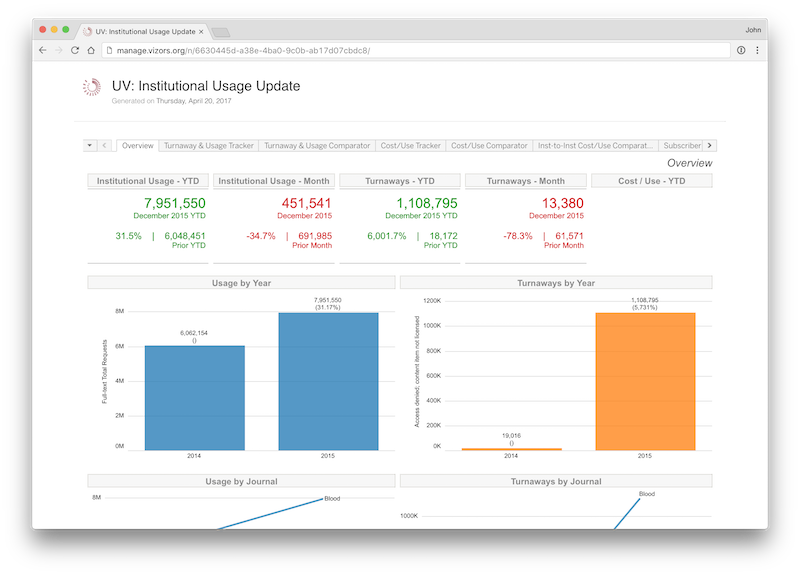 UV: Institutional Usage Update
John
manage.vizors.org/n/6630445d-a38e-4ba0-9c0b-ab17d07cbdc8/
UV: Institutional Usage Update
Generated on Thursday, April 20, 2017
Overview Turnaway & Usage Tracker Turnaway & Usage Comparator Cost/Use Tracker Cost/Use Comparator Inst-to-Inst Cost/Use Comparat... Subscriber
Overview
Institutional Usage - YTD Institutional Usage - Month Turnaways - YTD Turnaways - Month Cost / Use - YTD
7,951,550 451,541 1,108,795 13,380
December 2015 YTD December 2015 December 2015 YTD December 2015
31.5% | 6,048,451 -34.7% | 691,985 6,001.7% | 18,172 -78.3% | 61,571
Prior YTD Prior Month Prior YTD Prior Month
Usage by Year Turnaways by Year
7,951,550
(31.17%)
6,062,154
()
8M
6M
4M
2M
0M
Full-text Total Requests
2014 2015
1,108,795
(5,731%)
1200K
1000K
800K
600K
400K
200K
0K
Access denied; content item not licensed
19,016
()
2014 2015
Usage by Journal Turnaways by Journal
8M
Blood
Blood
1000K